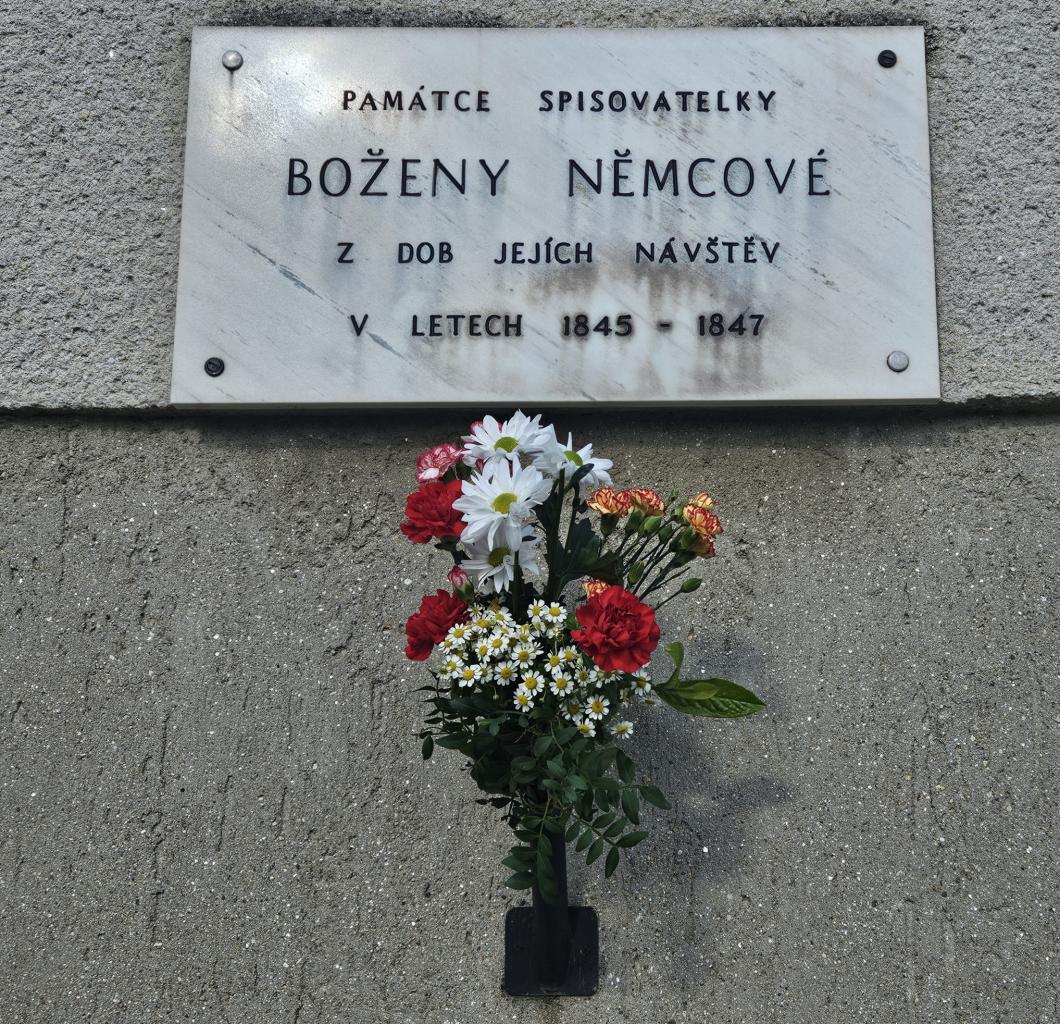 PAMÁTCE SPISOVATELKY
BOŽENY NĚMCOVÉ
Z DOB JEJÍCH NÁVŠTĚV
V LETECH 1845 - 1847